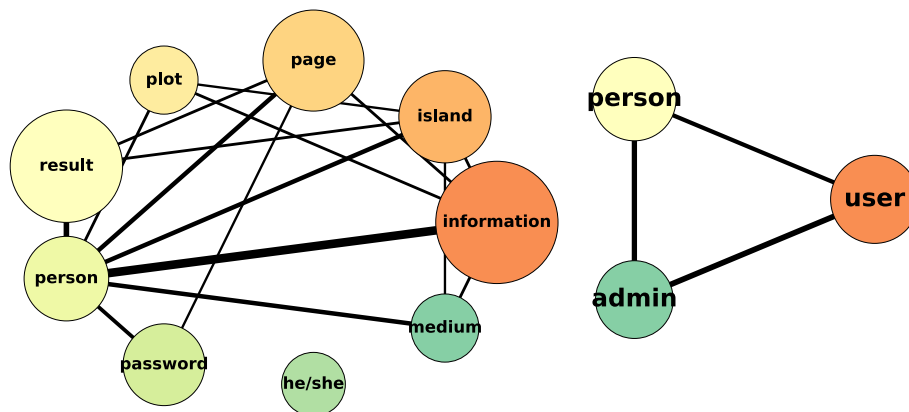 page
plot
island
result
information
person
medium
password
he/she
person
user
admin